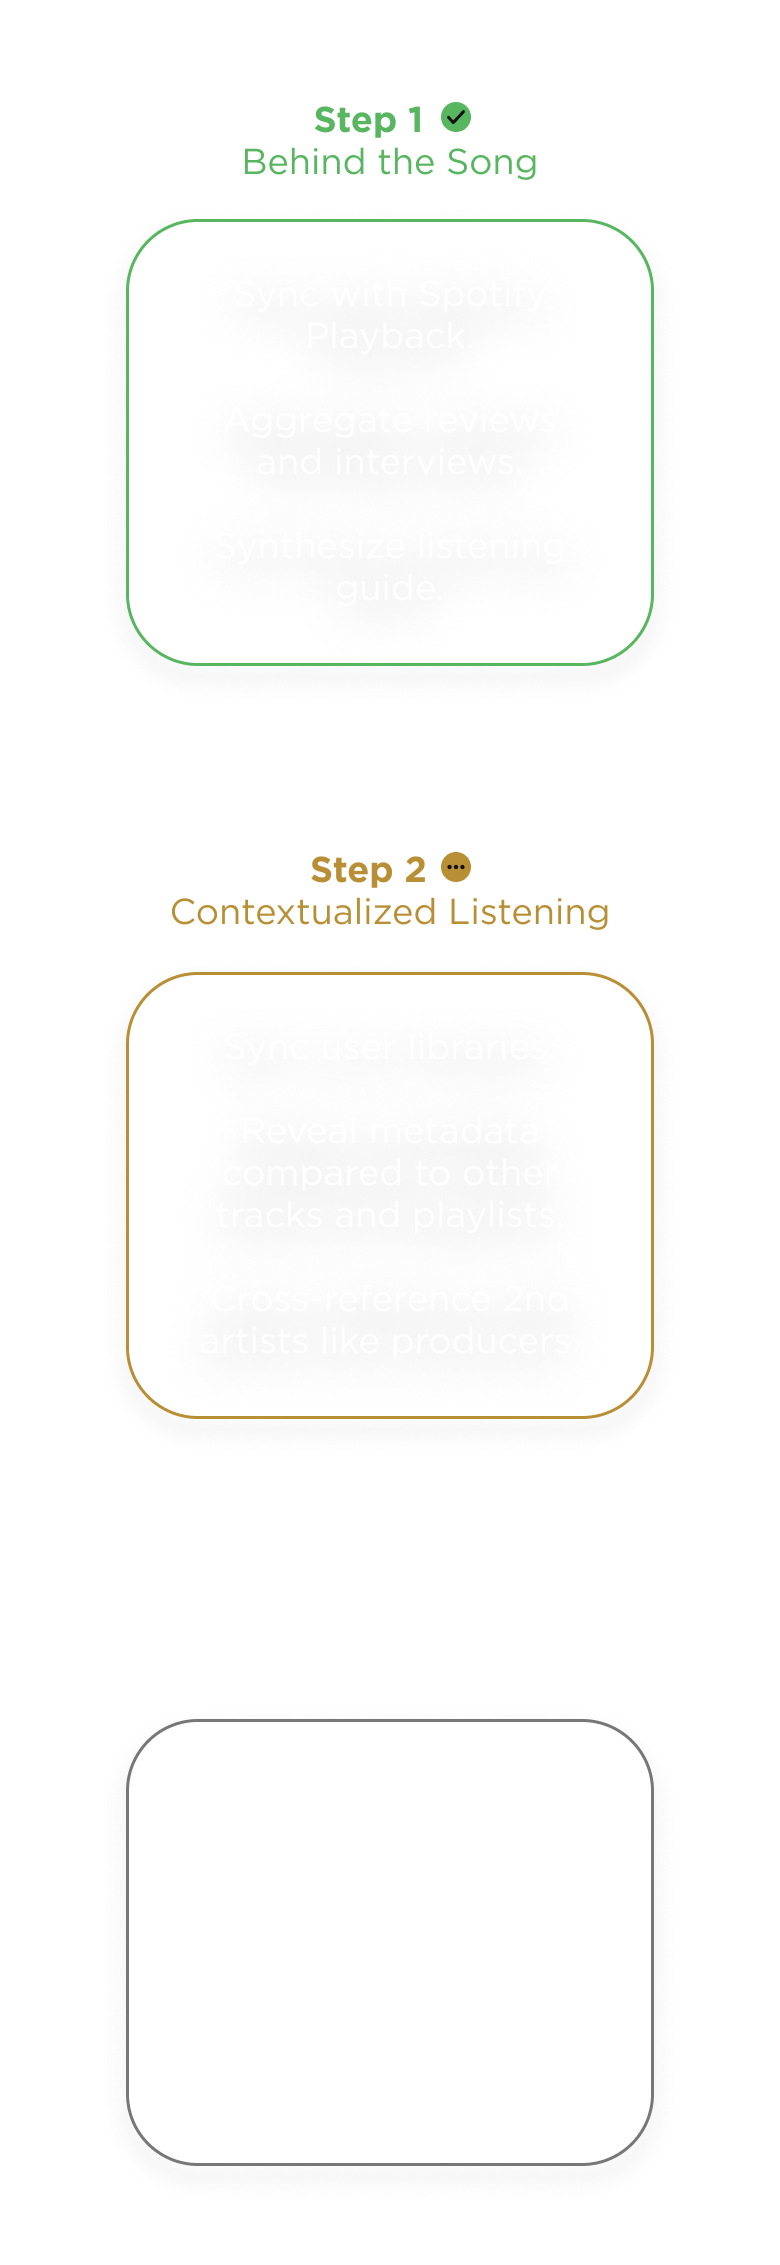 Step 1
Behind the Song
Sync with Spotify
Playback.
Aggregate reviews
and interviews.
Synthesize listening
guide.
Step 2
Contextualized Listening
Sync user libraries.
Reveal metadata
compared to other
tracks and playlists.
Cross-reference 2nd
artists like producers.